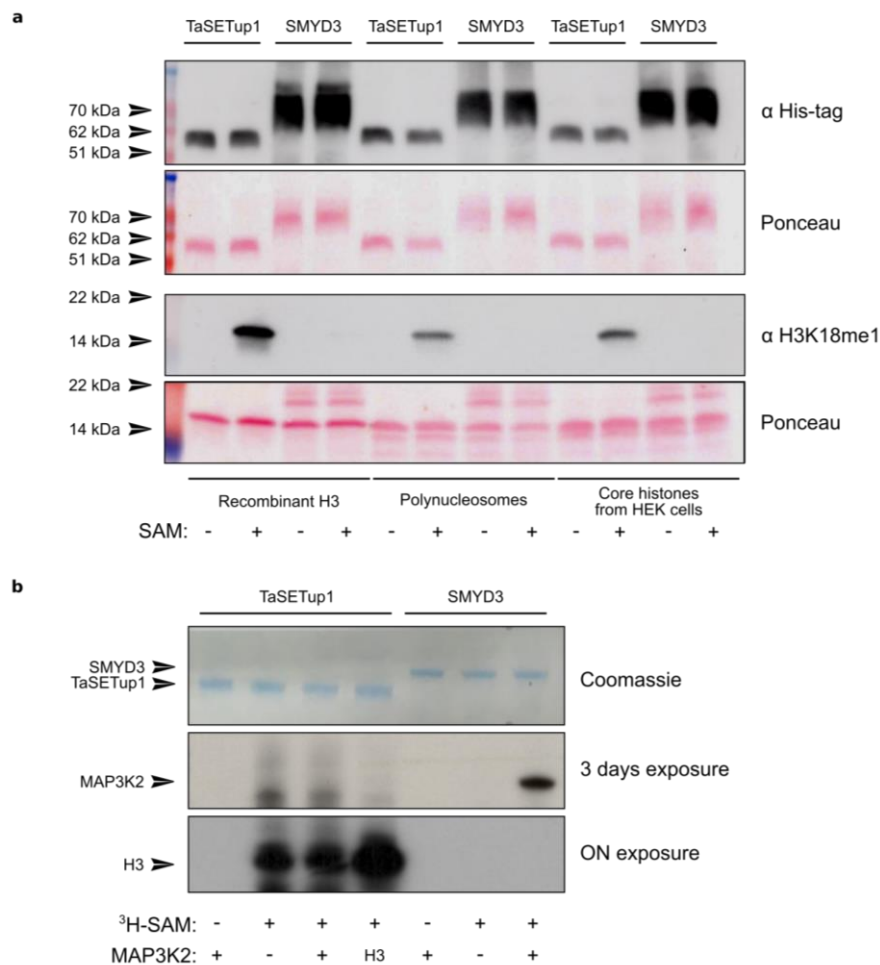 a
TaSETup1 SMYD3 TaSETup1 SMYD3 TaSETup1 SMYD3
70 kDa
62 kDa
51 kDa
α His-tag
70 kDa
62 kDa
51 kDa
Ponceau
22 kDa
14 kDa
α H3K18me1
22 kDa
14 kDa
Ponceau
Recombinant H3 Polynucleosomes Core histones
from HEK cells
SAM: - + - + - + - + - + - +
b
TaSETup1 SMYD3
SMYD3
TaSETup1
Coomassie
MAP3K2
3 days exposure
H3
ON exposure
³H-SAM: - + + + - + +
MAP3K2: + - + H3 + - +